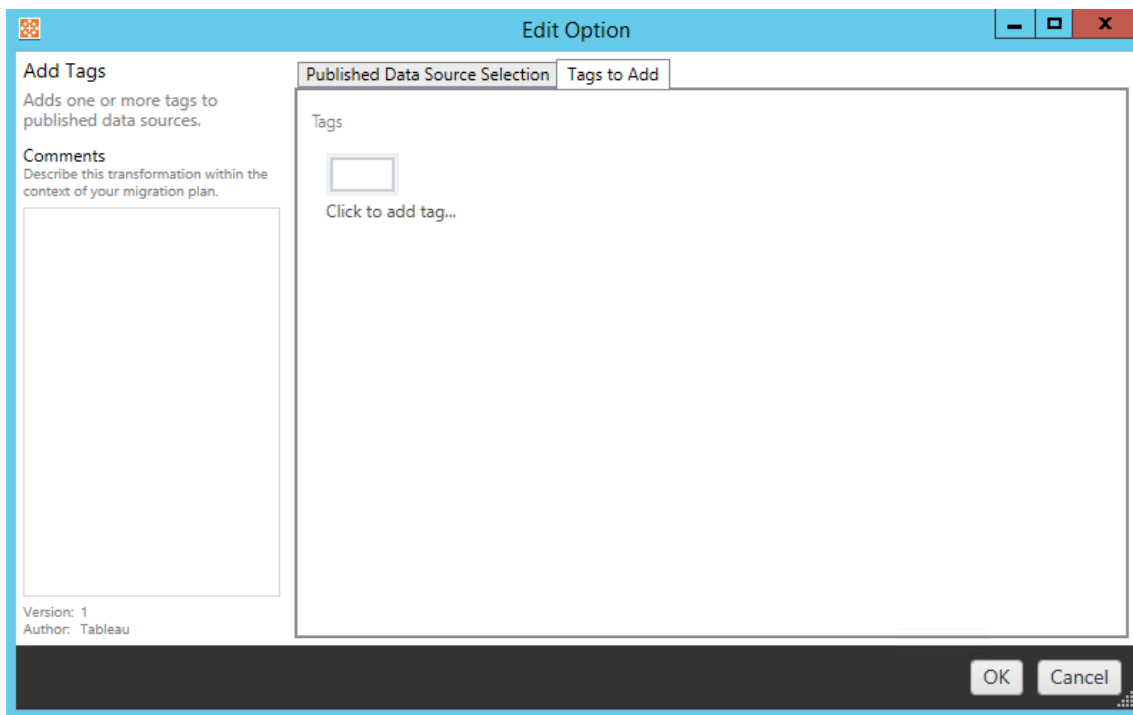 Edit Option
Add Tags
Adds one or more tags to
published data sources.
Comments
Describe this transformation within the
context of your migration plan.
Version: 1
Author: Tableau
Published Data Source Selection
Tags to Add
Tags
Click to add tag...
OK
Cancel